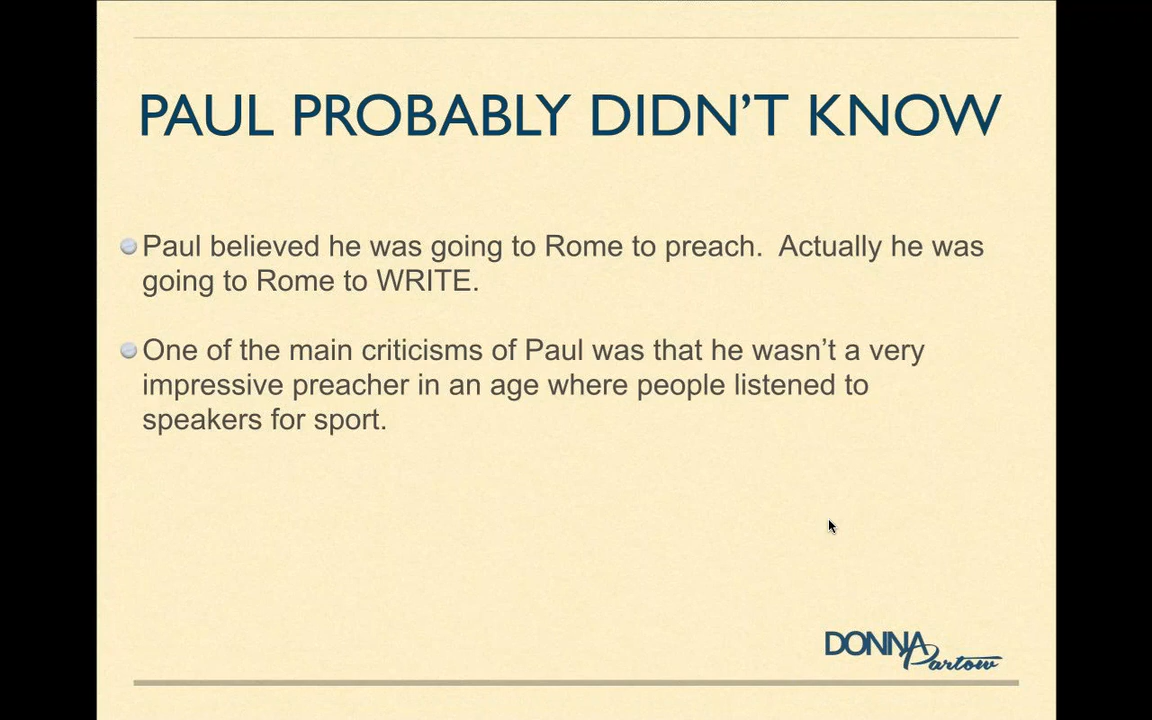 PAUL PROBABLY DIDN’T KNOW
Paul believed he was going to Rome to preach.  Actually he was
going to Rome to WRITE.
One of the main criticisms of Paul was that he wasn’t a very
impressive preacher in an age where people listened to
speakers for sport.
DONNA
Partow